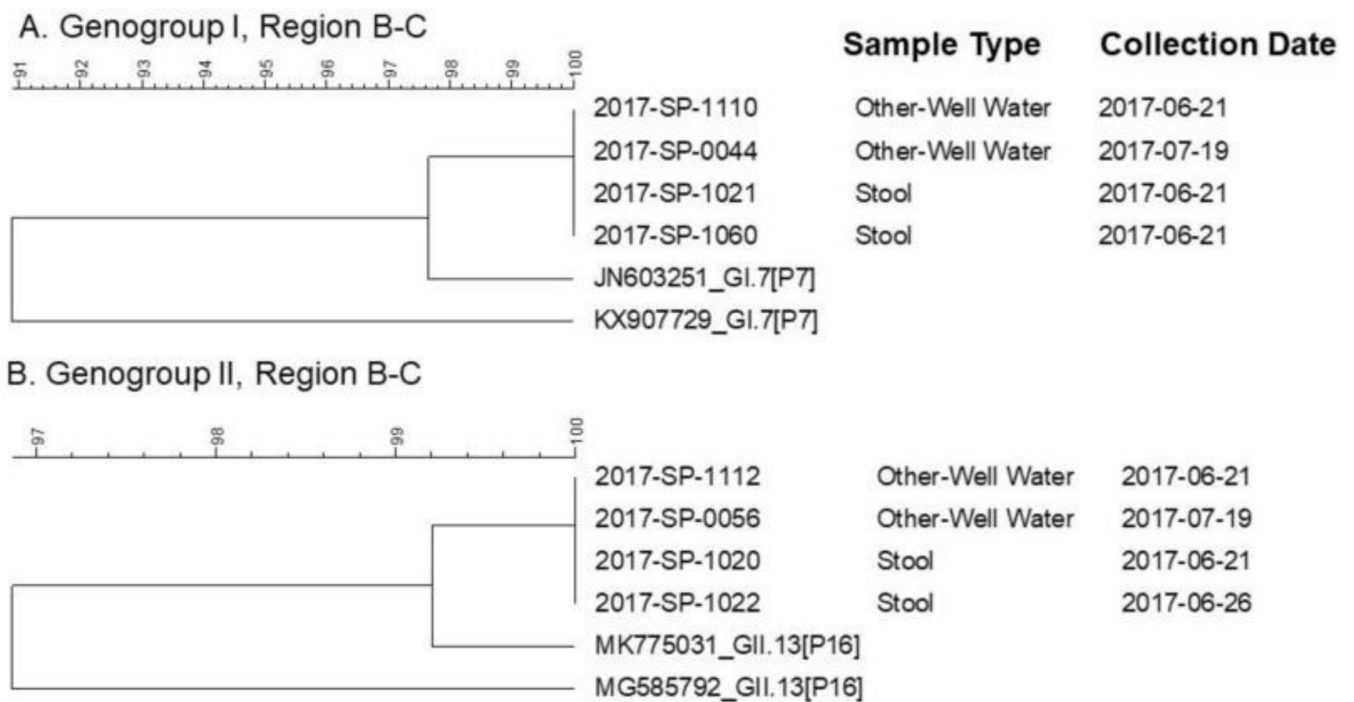 A. Genogroup I, Region B-C
Sample Type Collection Date
91 92 93 94 95 96 97 98 99 100
2017-SP-1110 Other-Well Water 2017-06-21
2017-SP-0044 Other-Well Water 2017-07-19
2017-SP-1021 Stool 2017-06-21
2017-SP-1060 Stool 2017-06-21
JN603251_GI.7[P7]
KX907729_GI.7[P7]
B. Genogroup II, Region B-C
97 98 99 100
2017-SP-1112 Other-Well Water 2017-06-21
2017-SP-0056 Other-Well Water 2017-07-19
2017-SP-1020 Stool 2017-06-21
2017-SP-1022 Stool 2017-06-26
MK775031_GII.13[P16]
MG585792_GII.13[P16]